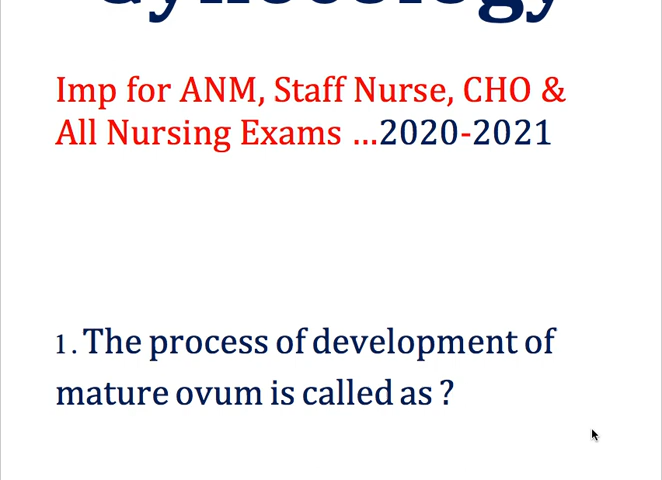 Gynecology
Imp for ANM, Staff Nurse, CHO &
All Nursing Exams ...2020-2021
1. The process of development of
mature ovum is called as ?